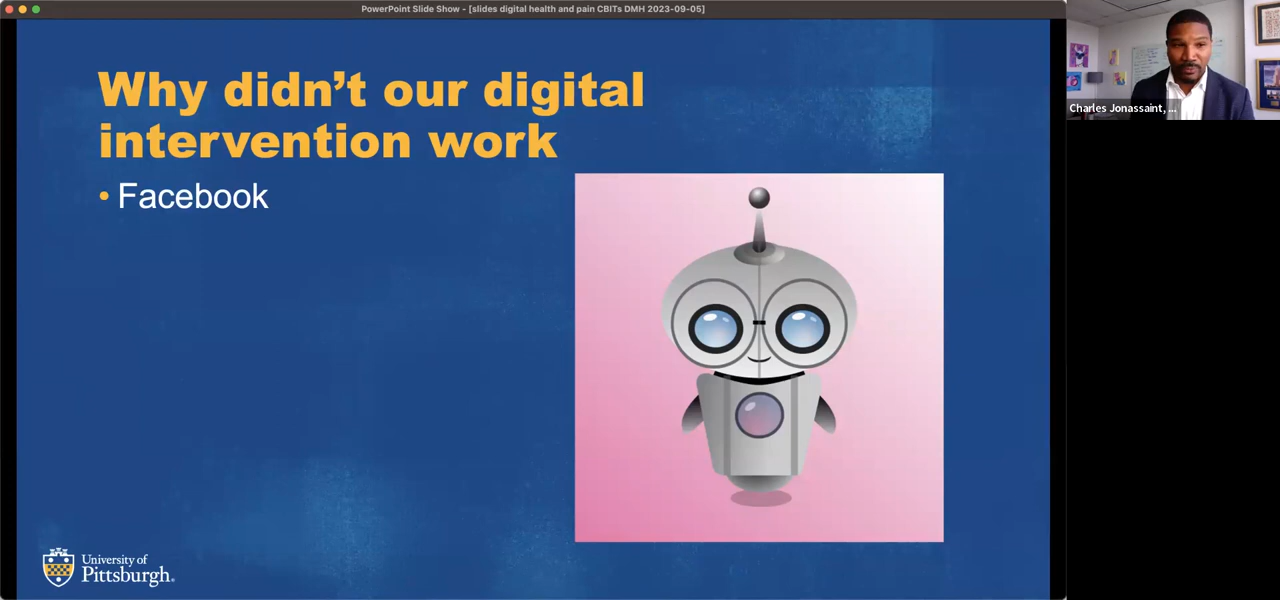 PowerPoint Slide Show - [slides digital health and pain CBITs DMH 2023-09-05]
Why didn't our digital
intervention work
• Facebook
Charles Jonassaint, ...
University of
Pittsburgh.